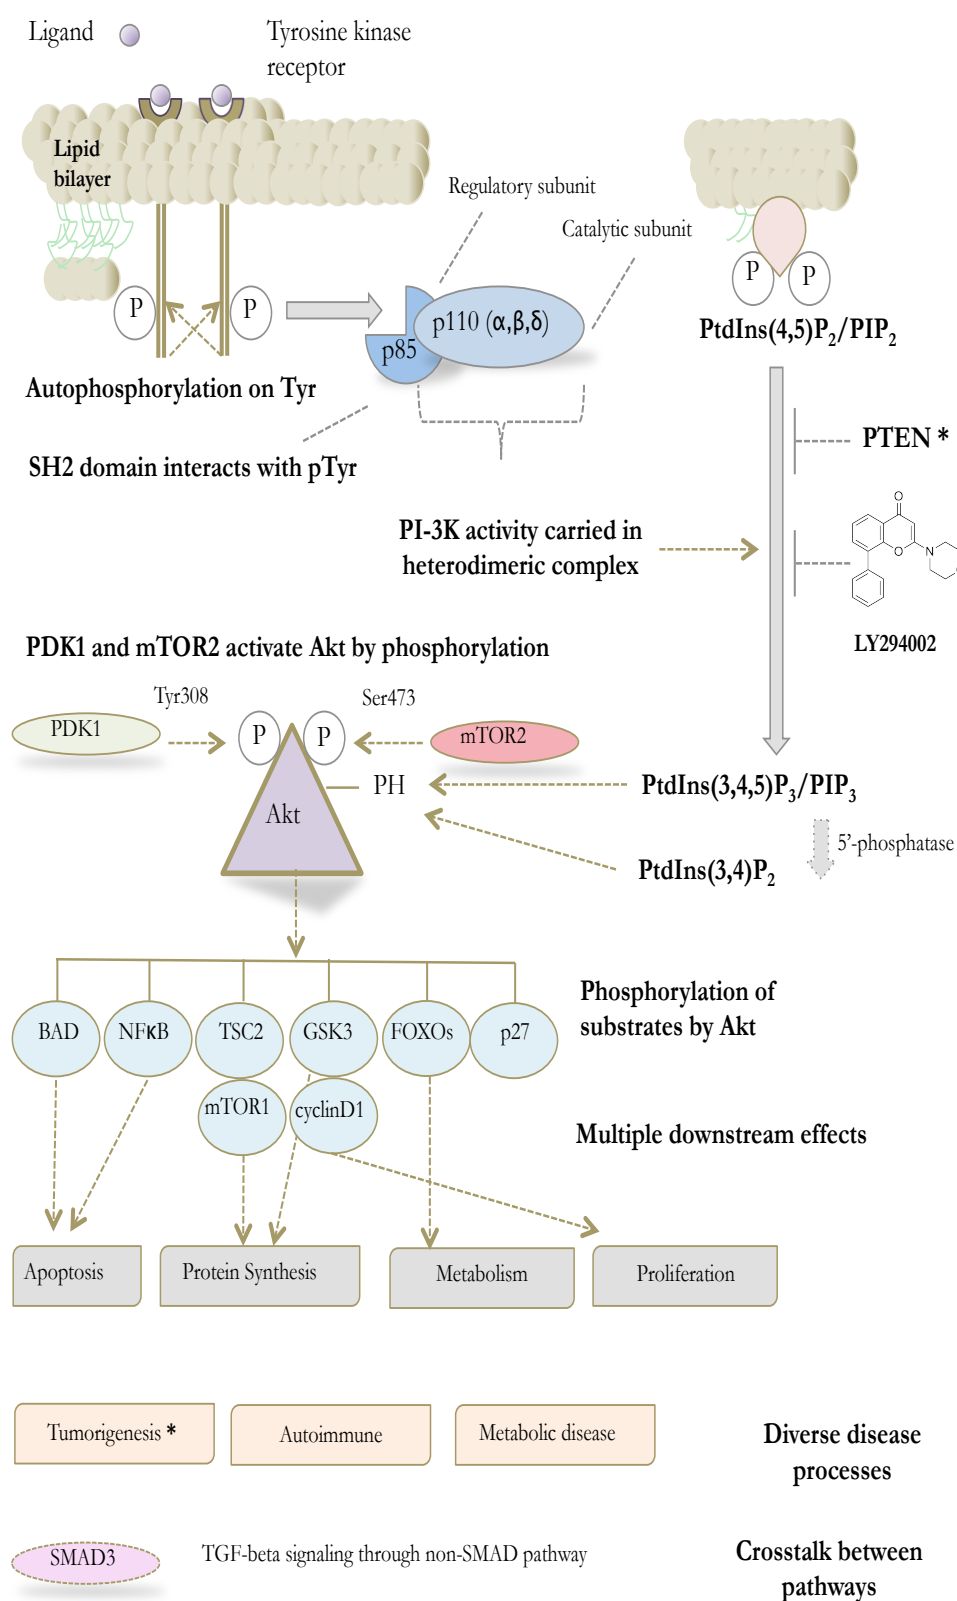 Ligand
Tyrosine kinase
receptor
Lipid
bilayer
Regulatory subunit
Catalytic subunit
P
P
P
P
p110 (α,β,δ)
p85
PtdIns(4,5)P₂/PIP₂
Autophosphorylation on Tyr
SH2 domain interacts with pTyr
PTEN *
PI-3K activity carried in
heterodimeric complex
O
O
N
LY294002
PDK1 and mTOR2 activate Akt by phosphorylation
Tyr308
Ser473
PDK1
P
P
mTOR2
PH
Akt
PtdIns(3,4,5)P₃/PIP₃
5’-phosphatase
PtdIns(3,4)P₂
Phosphorylation of
substrates by Akt
BAD
NFκB
TSC2
GSK3
FOXOs
p27
mTOR1
cyclinD1
Multiple downstream effects
Apoptosis
Protein Synthesis
Metabolism
Proliferation
Tumorigenesis *
Autoimmune
Metabolic disease
Diverse disease
processes
SMAD3
TGF-beta signaling through non-SMAD pathway
Crosstalk between
pathways